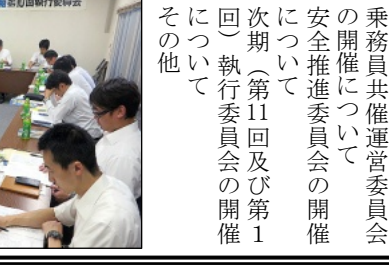 乗務員共催運営委員会
の開催について
安全推進委員会の開催
について
次期（第11回及び第1
回）執行委員会の開催
について
その他